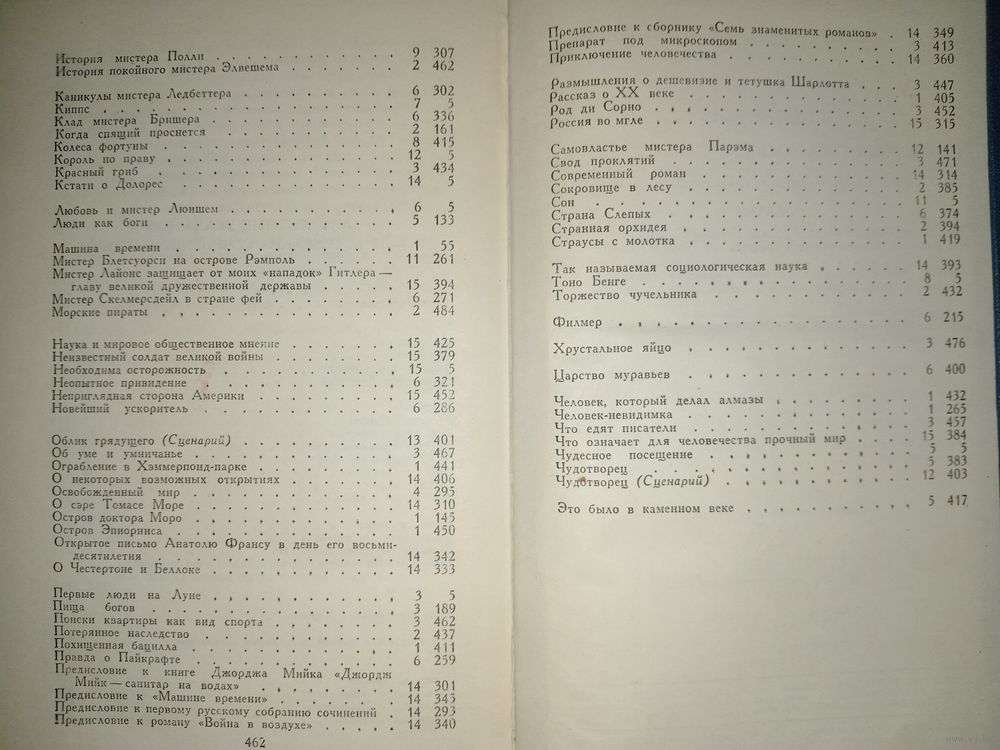 История мистера Полли . . . . . . . . . . 9 307
История покойного мистера Элвешема . . . . . . 2 462
Каникулы мистера Ледбеттера . . . . . . . . 6 302
Киппс . . . . . . . . . . . . . . 7 5
Клад мистера Бришера . . . . . . . . . . 6 336
Когда спящий проснется . . . . . . . . . 2 161
Колеса фортуны . . . . . . . . . . . . 8 415
Король по праву . . . . . . . . . . . . 12 5
Красный гриб . . . . . . . . . . . . 3 434
Кстати о Долорес . . . . . . . . . . . 14 5
Любовь и мистер Люишем . . . . . . . . . 6 5
Люди как боги . . . . . . . . . . . . 5 133
Машина времени . . . . . . . . . . . . 1 55
Мистер Блетсуорси на острове Рэмполь . . . . . . 11 261
Мистер Лайонс защищает от моих «нападок» Гитлера —
главу великой дружественной державы . . . . . 15 394
Мистер Скелмерсдейл в стране фей . . . . . . . 6 271
Морские пираты . . . . . . . . . . . . 2 484
Наука и мировое общественное мнение . . . . . . 15 425
Неизвестный солдат великой войны . . . . . . . 15 379
Необходима осторожность . . . . . . . . . 15 5
Неопытное привидение . . . . . . . . . . 6 321
Неприглядная сторона Америки . . . . . . . . 15 452
Новейший ускоритель . . . . . . . . . . 6 286
Облик грядущего (Сценарий) . . . . . . . . 13 401
Об уме и умничанье . . . . . . . . . . . 3 467
Ограбление в Хэммерпонд-парке . . . . . . . 1 441
О некоторых возможных открытиях . . . . . . . 14 406
Освобожденный мир . . . . . . . . . . . 4 295
О сэре Томасе Море . . . . . . . . . . . 14 310
Остров доктора Моро . . . . . . . . . . 1 145
Остров Эпиорниса . . . . . . . . . . . 1 450
Открытое письмо Анатолю Франсу в день его восьми-
десятилетия . . . . . . . . . . . . 14 342
О Честертоне и Беллоке . . . . . . . . . . 14 333
Первые люди на Луне . . . . . . . . . . 3 5
Пища богов . . . . . . . . . . . . . 3 189
Поиски квартиры как вид спорта . . . . . . . 3 462
Потерянное наследство . . . . . . . . . . 2 437
Похищенная бацилла . . . . . . . . . . . 1 411
Правда о Пайкрафте . . . . . . . . . . . 6 259
Предисловие к книге Джорджа Мийка «Джордж
Мийк — санитар на водах» . . . . . . . . 14 301
Предисловие к «Машине времени» . . . . . . . 14 345
Предисловие к первому русскому собранию сочинений . 14 293
Предисловие к роману «Война в воздухе» . . . . . 14 340
462
Предисловие к сборнику «Семь знаменитых романов» . 14 349
Препарат под микроскопом . . . . . . . . . 3 413
Приключение человечества . . . . . . . . . 14 360
Размышления о дешевизне и тетушка Шарлотта . . . 3 447
Рассказ о XX веке . . . . . . . . . . . 1 405
Род ди Сорно . . . . . . . . . . . . 3 452
Россия во мгле . . . . . . . . . . . . 15 315
Самовластье мистера Парэма . . . . . . . . 12 141
Свод проклятий . . . . . . . . . . . . 3 471
Современный роман . . . . . . . . . . . 14 314
Сокровище в лесу . . . . . . . . . . . 2 385
Сон . . . . . . . . . . . . . . . 11 5
Страна Слепых . . . . . . . . . . . . 6 374
Странная орхидея . . . . . . . . . . . 2 394
Страусы с молотка . . . . . . . . . . . 1 419
Так называемая социологическая наука . . . . . . 14 393
Тоно Бенге . . . . . . . . . . . . . 8 5
Торжество чучельника . . . . . . . . . . 2 432
Филмер . . . . . . . . . . . . . . 6 215
Хрустальное яйцо . . . . . . . . . . . 3 476
Царство муравьев . . . . . . . . . . . 6 400
Человек, который делал алмазы . . . . . . . . 1 432
Человек-невидимка . . . . . . . . . . . 1 265
Что едят писатели . . . . . . . . . . . 3 457
Что означает для человечества прочный мир . . . . 15 384
Чудесное посещение . . . . . . . . . . . 5 5
Чудотворец . . . . . . . . . . . . . 5 383
Чудотворец (Сценарий) . . . . . . . . . . 12 403
Это было в каменном веке . . . . . . . . . 5 417